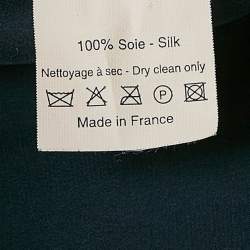 100% Soie - Silk
Nettoyage à sec - Dry clean only
P
Made in France